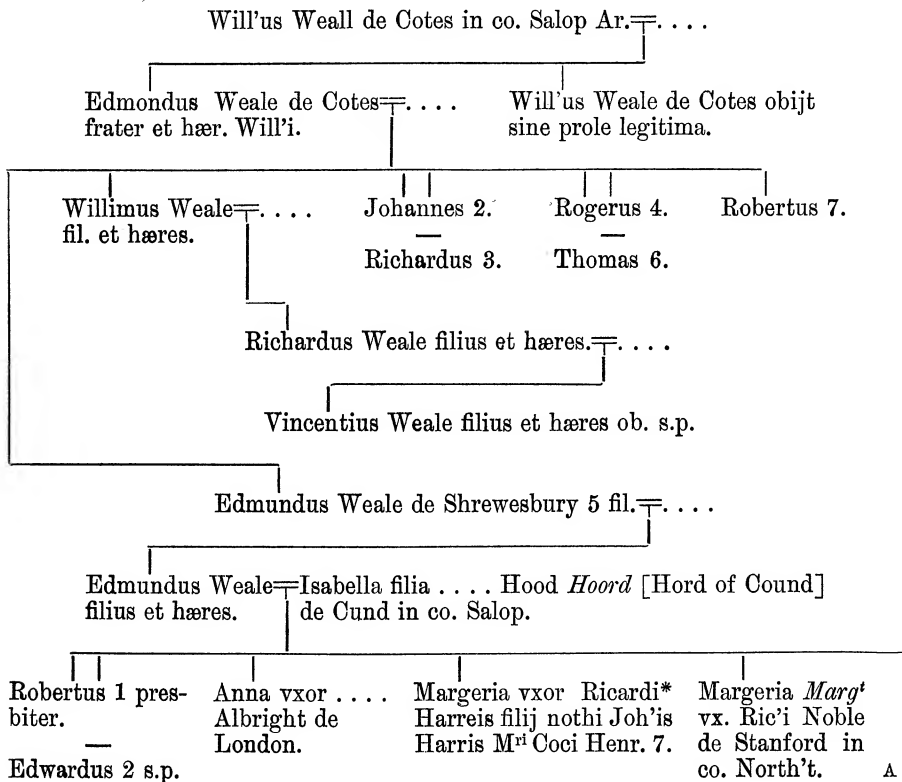 Will'us Weall de Cotes in co. Salop Ar.=. . . .
Edmondus Weale de Cotes=. . . .
frater et hær. Will'i.
Will'us Weale de Cotes obijt
sine prole legitima.
Willimus Weale=. . . .
fil. et hæres.
Johannes 2.
—
Richardus 3.
Rogerus 4.
—
Thomas 6.
Robertus 7.
Richardus Weale filius et hæres.=. . . .
Vincentius Weale filius et hæres ob. s.p.
Edmundus Weale de Shrewesbury 5 fil.=. . . .
Edmundus Weale=Isabella filia . . . . Hood Hoord [Hord of Cound]
filius et hæres.
de Cund in co. Salop.
Robertus 1 pres-
biter.
—
Edwardus 2 s.p.
Anna vxor . . . .
Albright de
London.
Margeria vxor Ricardi*
Harreis filij nothi Joh'is
Harris Mri Coci Henr. 7.
Margeria Margt
vx. Ric'i Noble
de Stanford in
co. North't.
A